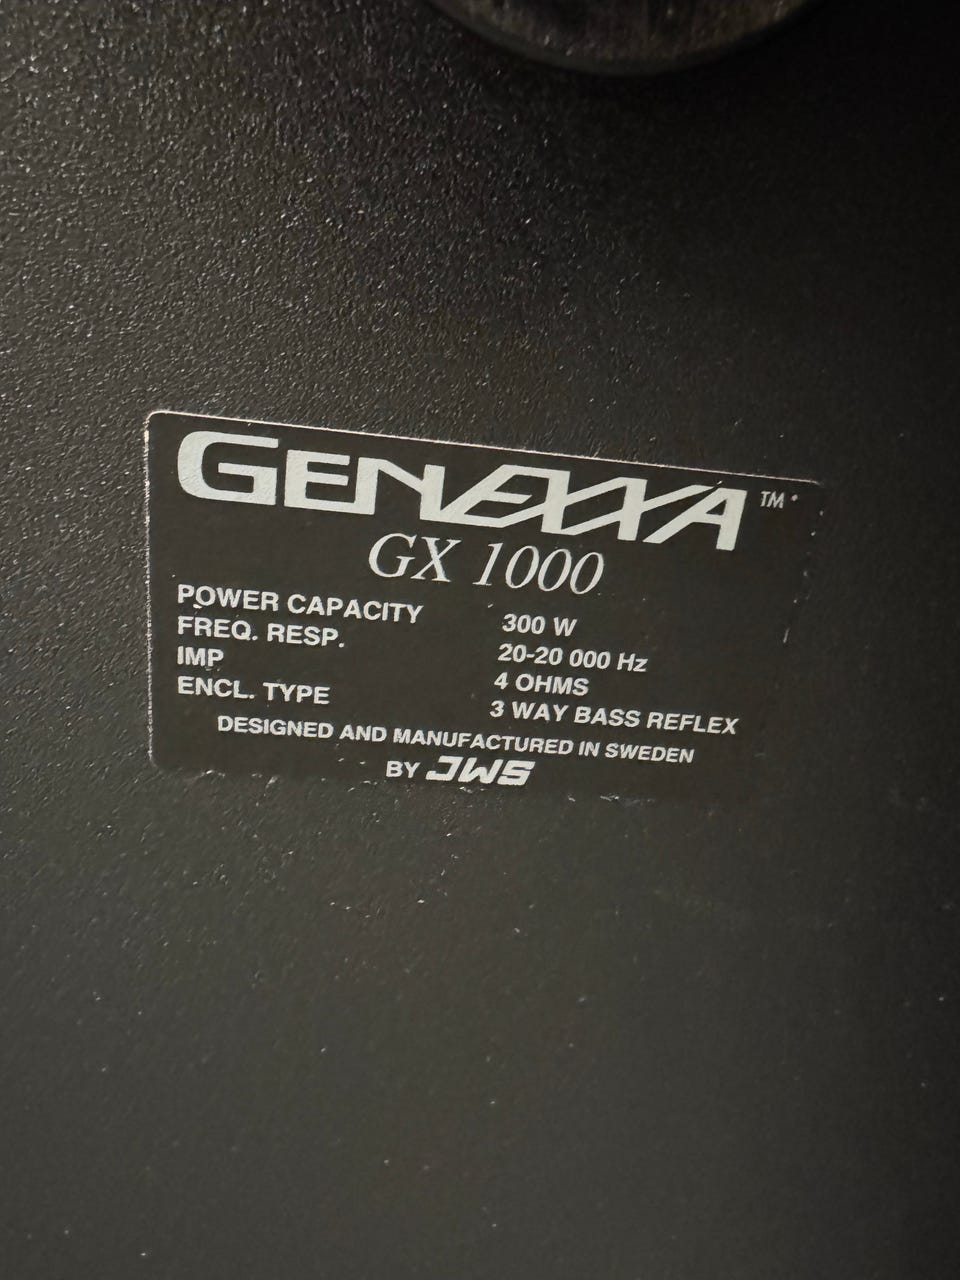 GENEXXA™
GX 1000
POWER CAPACITY 300 W
FREQ. RESP. 20-20 000 Hz
IMP 4 OHMS
ENCL. TYPE 3 WAY BASS REFLEX
DESIGNED AND MANUFACTURED IN SWEDEN
BY JWS